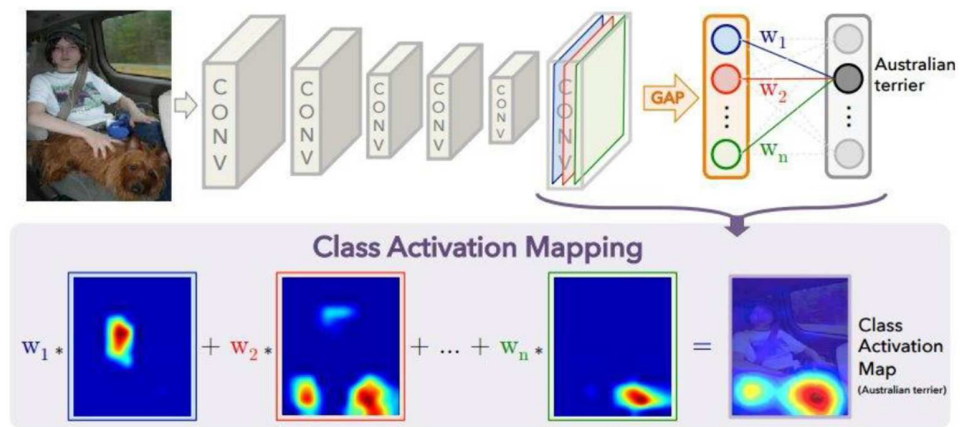 CONV
CONV
CONV
CONV
CONV
CONV
GAP
w1
w2
wn
Australian
terrier
Class Activation Mapping
w1 * + w2 * + ... + wn * =
Class
Activation
Map
(Australian terrier)